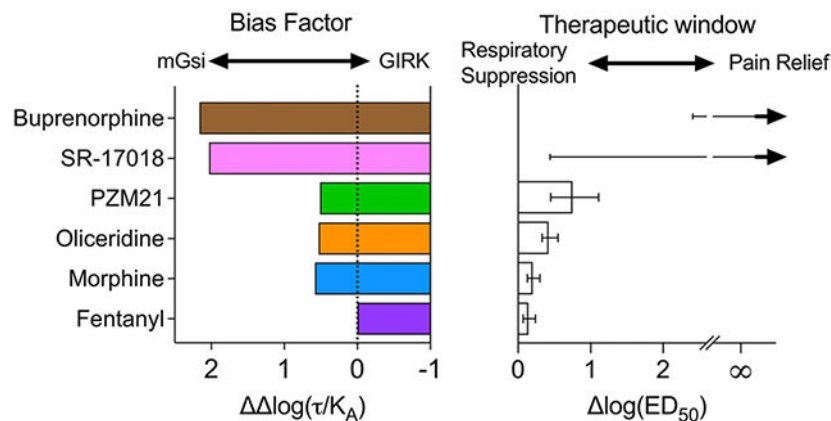 Bias Factor
mGsi GIRK
Buprenorphine
SR-17018
PZM21
Oliceridine
Morphine
Fentanyl
2 1 0 -1
ΔΔlog(τ/K_A)
Therapeutic window
Respiratory
Suppression
Pain Relief
0 1 2 ∞
Δlog(ED₅₀)